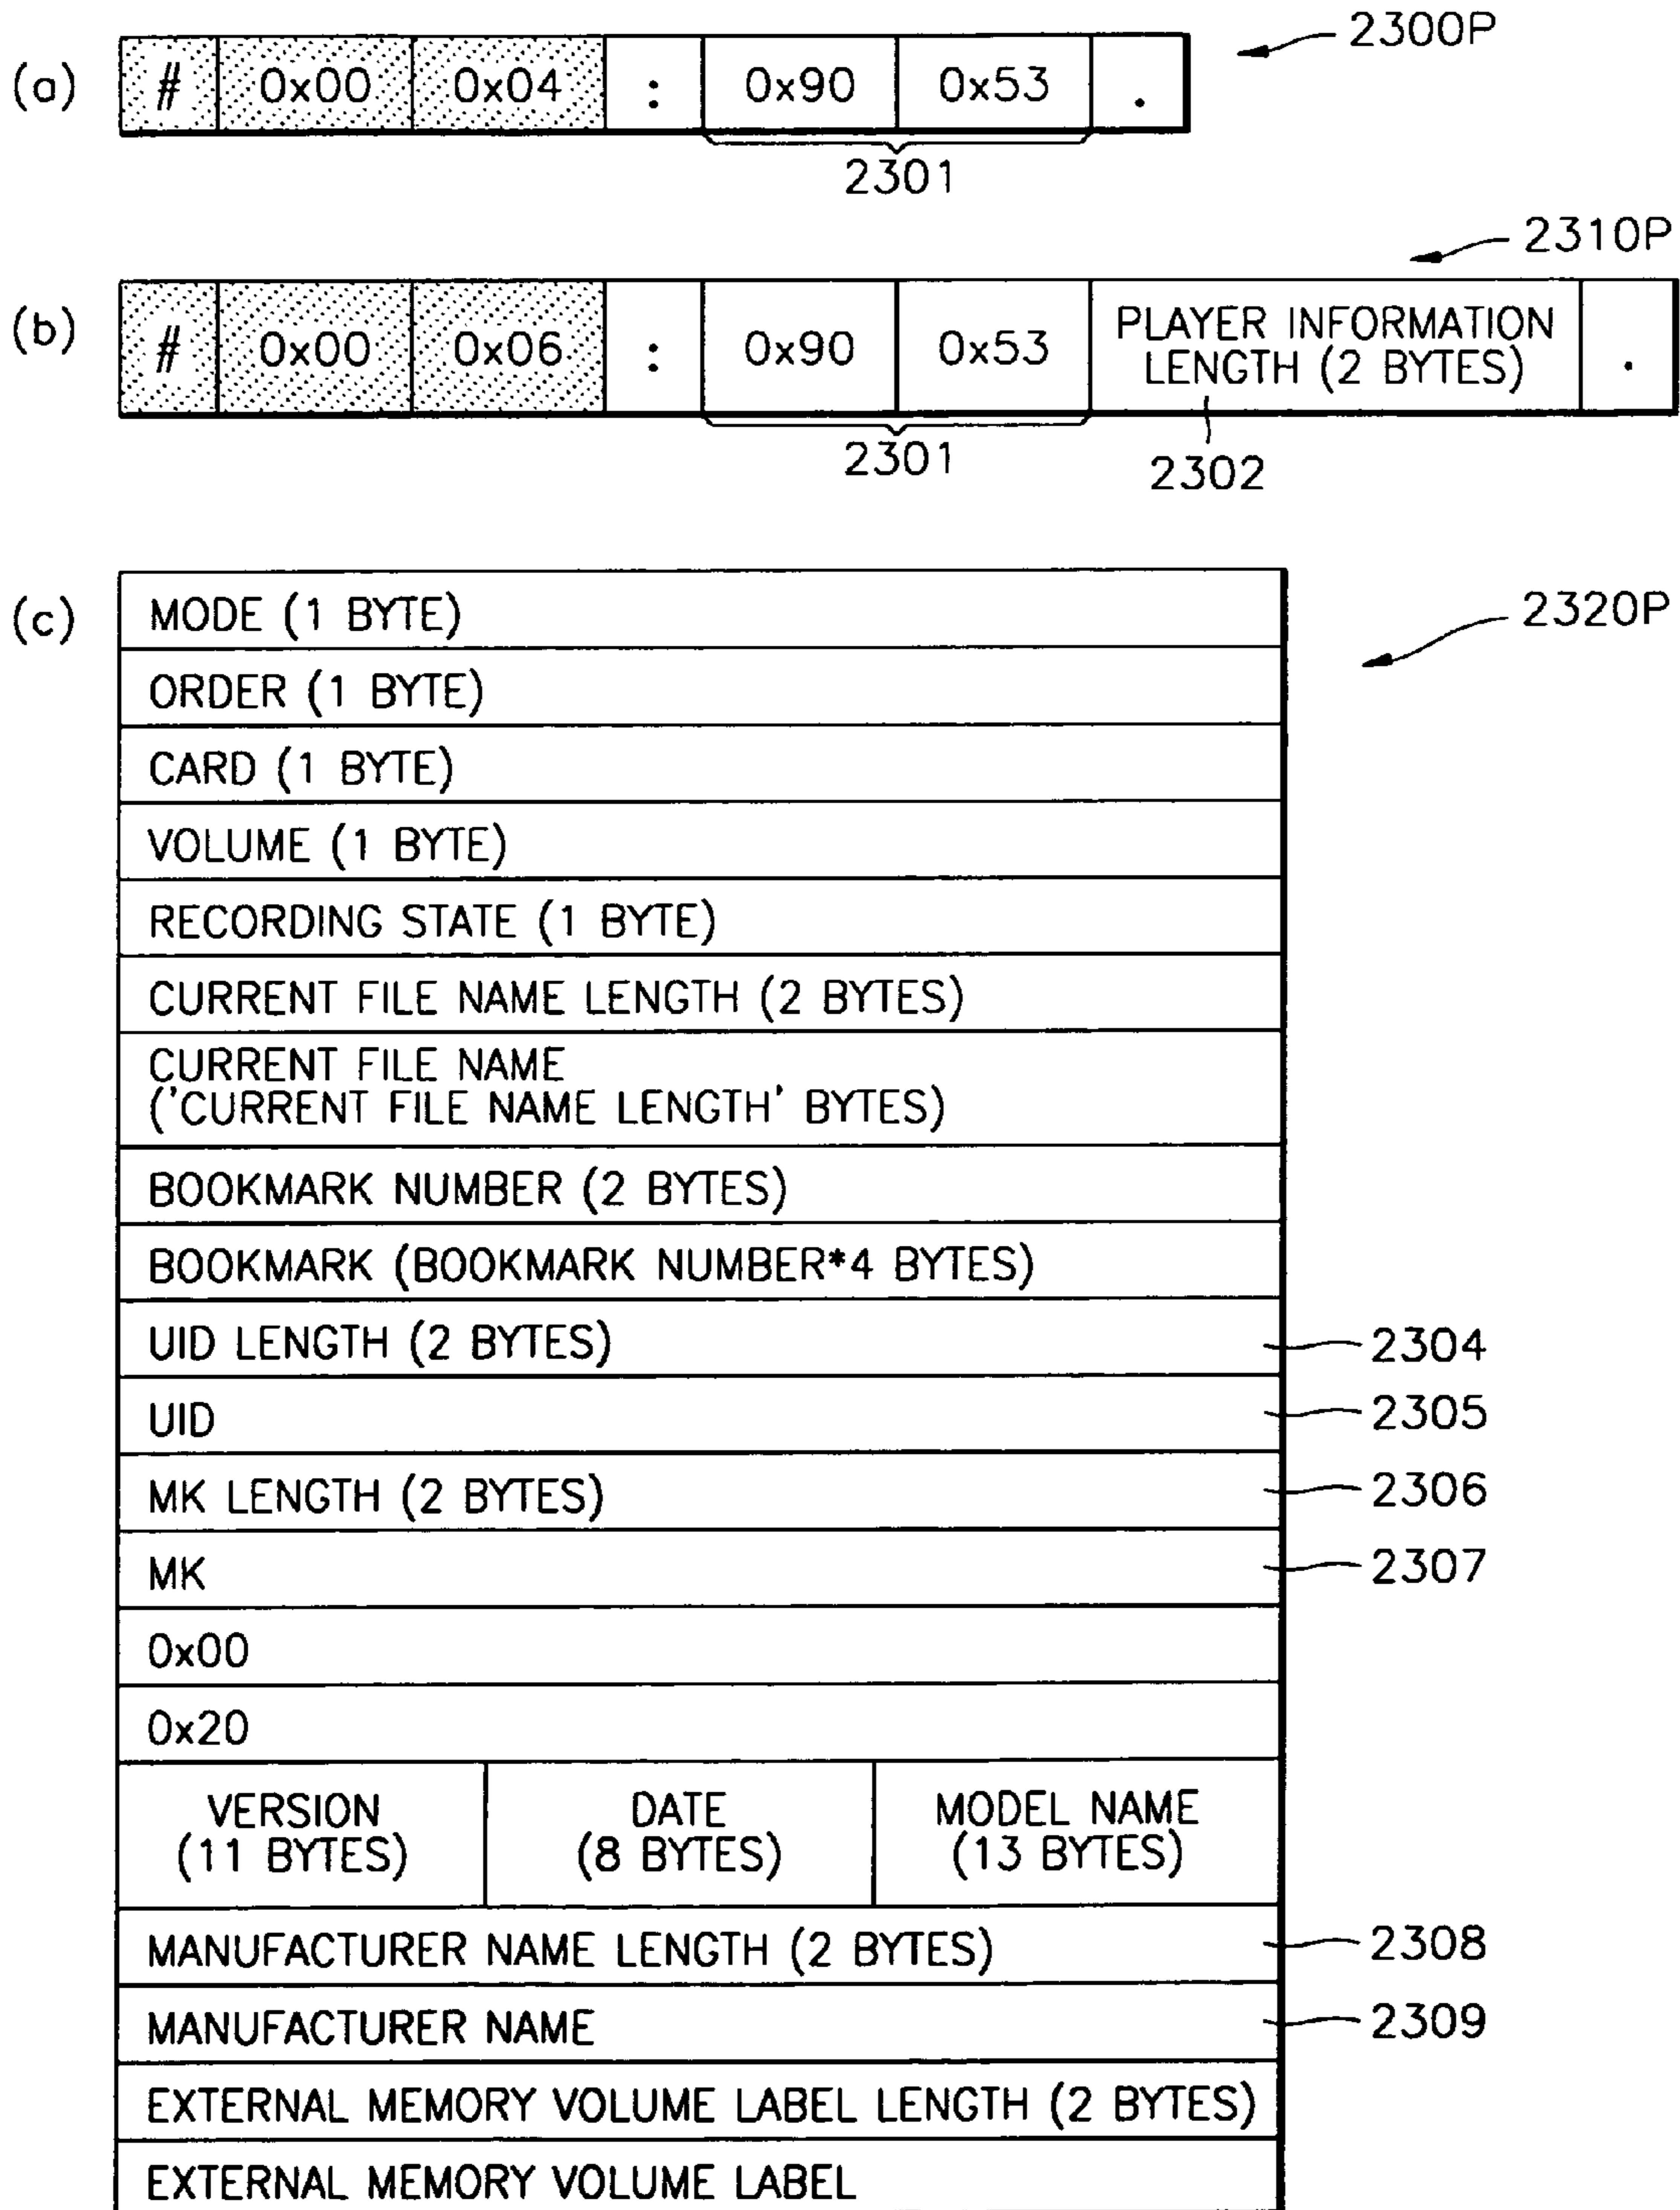 2300P
(a) # 0x00 0x04 : 0x90 0x53 .
2301
2310P
(b) # 0x00 0x06 : 0x90 0x53 PLAYER INFORMATION LENGTH (2 BYTES) .
2301
2302
(c)
2320P
MODE (1 BYTE)
ORDER (1 BYTE)
CARD (1 BYTE)
VOLUME (1 BYTE)
RECORDING STATE (1 BYTE)
CURRENT FILE NAME LENGTH (2 BYTES)
CURRENT FILE NAME
('CURRENT FILE NAME LENGTH' BYTES)
BOOKMARK NUMBER (2 BYTES)
BOOKMARK (BOOKMARK NUMBER*4 BYTES)
UID LENGTH (2 BYTES) 2304
UID 2305
MK LENGTH (2 BYTES) 2306
MK 2307
0x00
0x20
VERSION
(11 BYTES)
DATE
(8 BYTES)
MODEL NAME
(13 BYTES)
MANUFACTURER NAME LENGTH (2 BYTES) 2308
MANUFACTURER NAME 2309
EXTERNAL MEMORY VOLUME LABEL LENGTH (2 BYTES)
EXTERNAL MEMORY VOLUME LABEL